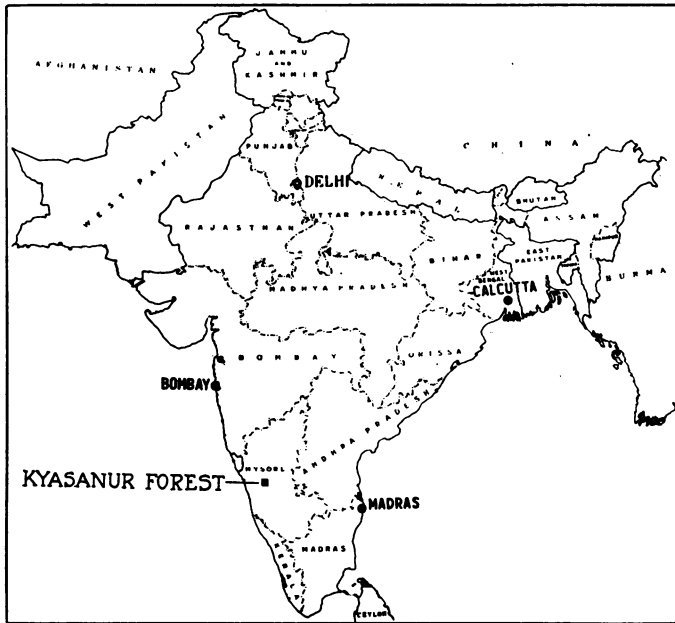 JAMMU
AND
KASHMIR
AFGHANISTAN
CHINA
WEST PAKISTAN
PUNJAB
DELHI
NEPAL
BHUTAN
ASSAM
RAJASTHAN
UTTAR PRADESH
BIHAR
EAST
PAKISTAN
WEST
BENGAL
BURMA
MADHYA PRADESH
CALCUTTA
BOMBAY
ORISSA
BOMBAY
ANDHRA PRADESH
MYSORE
KYASANUR FOREST
MADRAS
MADRAS
KERALA
CEYLON